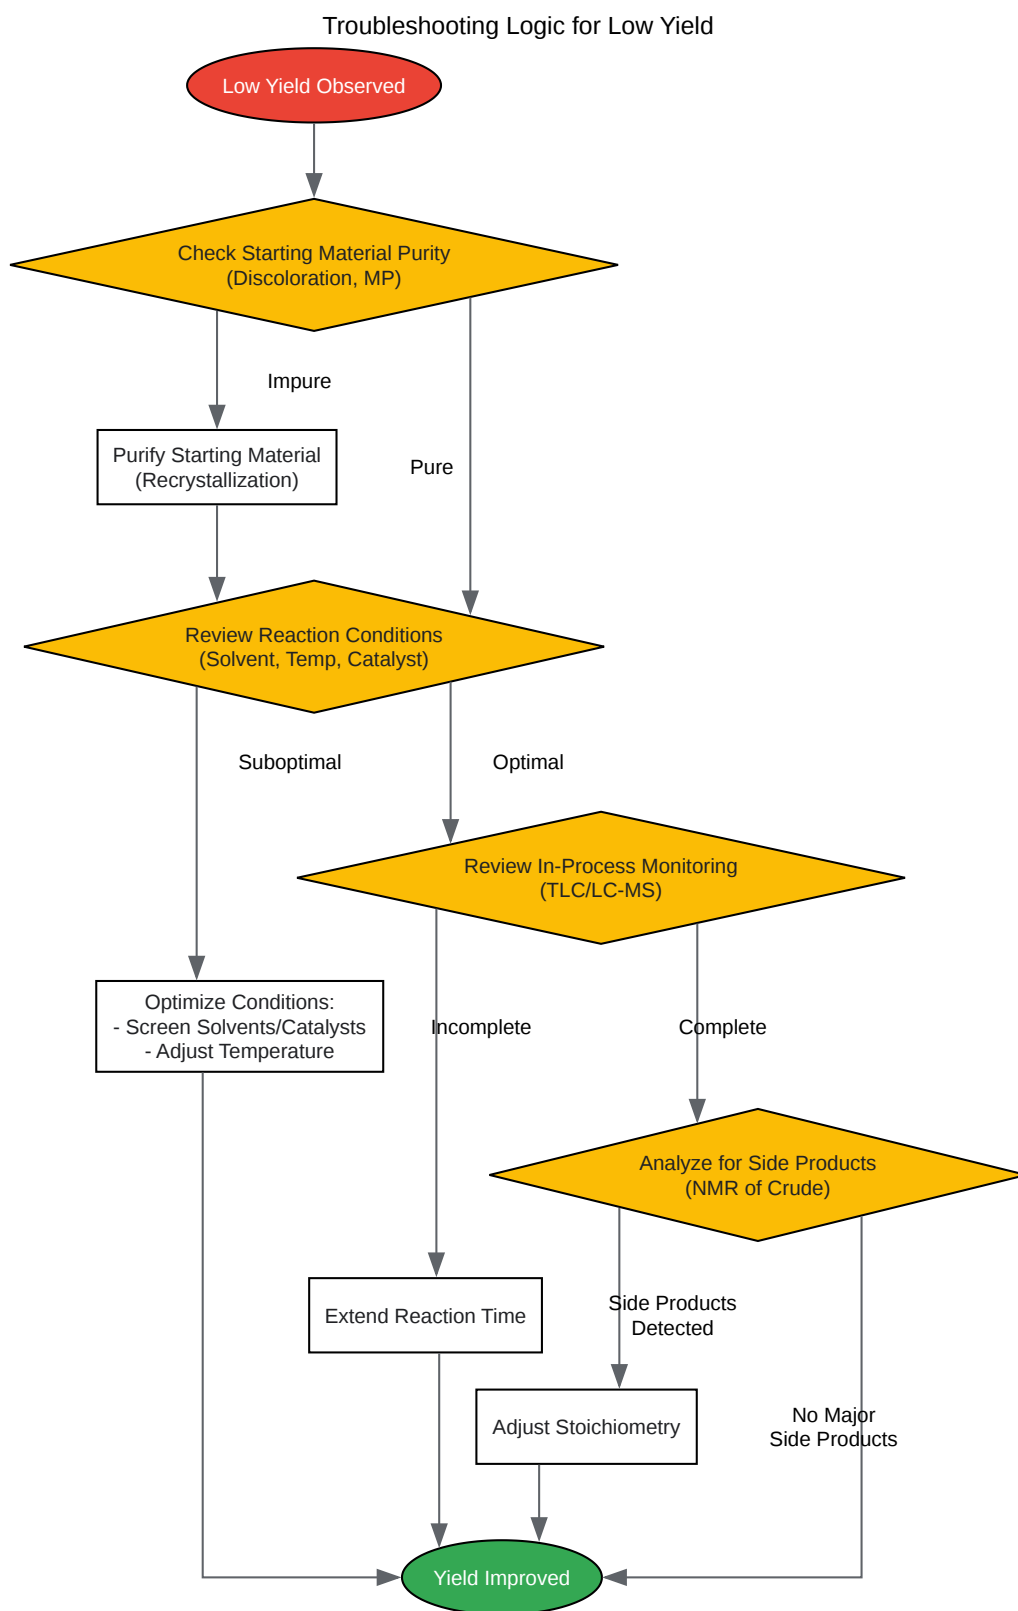 Troubleshooting Logic for Low Yield
Low Yield Observed
Check Starting Material Purity
(Discoloration, MP)
Impure
Purify Starting Material
(Recrystallization)
Pure
Review Reaction Conditions
(Solvent, Temp, Catalyst)
Suboptimal
Optimal
Review In-Process Monitoring
(TLC/LC-MS)
Optimize Conditions:
- Screen Solvents/Catalysts
- Adjust Temperature
Incomplete
Complete
Analyze for Side Products
(NMR of Crude)
Extend Reaction Time
Side Products
Detected
Adjust Stoichiometry
No Major
Side Products
Yield Improved